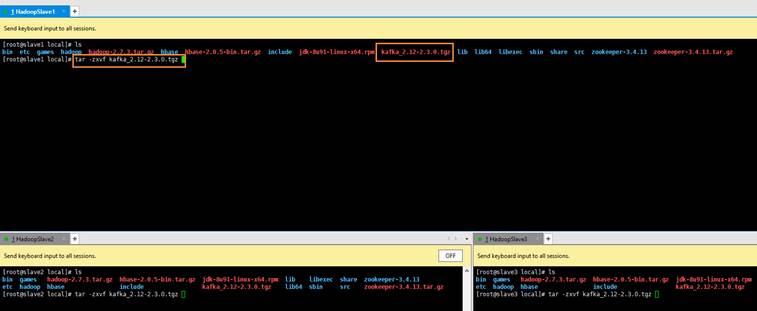 1 HadoopSlave1 × +
Send keyboard input to all sessions.
[root@slave1 local]# ls
bin etc games hadoop hadoop-2.7.3.tar.gz hbase hbase-2.0.5-bin.tar.gz include jdk-8u91-linux-x64.rpm kafka_2.12-2.3.0.tgz lib lib64 libexec sbin share src zookeeper-3.4.13 zookeeper-3.4.13.tar.gz
[root@slave1 local]# tar -zxvf kafka_2.12-2.3.0.tgz
1 HadoopSlave2 × +
Send keyboard input to all sessions. OFF
[root@slave2 local]# ls
bin games hadoop-2.7.3.tar.gz hbase-2.0.5-bin.tar.gz jdk-8u91-linux-x64.rpm lib libexec share zookeeper-3.4.13
etc hadoop hbase include kafka_2.12-2.3.0.tgz lib64 sbin src zookeeper-3.4.13.tar.gz
[root@slave2 local]# tar -zxvf kafka_2.12-2.3.0.tgz
1 HadoopSlave3 × +
Send keyboard input to all sessions.
[root@slave3 local]# ls
bin games hadoop-2.7.3.tar.gz hbase-2.0.5-bin.tar.gz jdk-8u91-linux-x64.rpm
etc hadoop hbase include kafka_2.12-2.3.0.tgz
[root@slave3 local]# tar -zxvf kafka_2.12-2.3.0.tgz